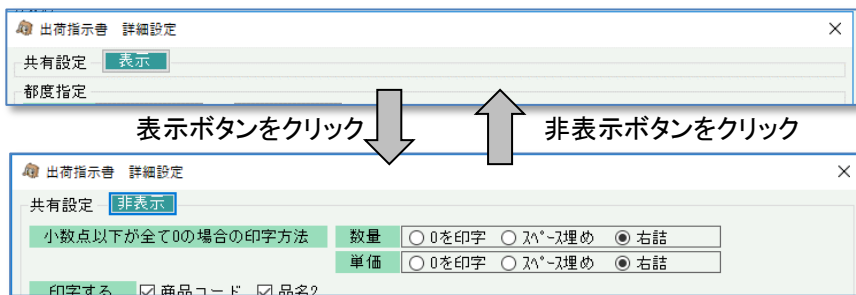 出荷指示書 詳細設定
共有設定 表示
都度指定
表示ボタンをクリック 非表示ボタンをクリック
出荷指示書 詳細設定
共有設定 非表示
小数点以下が全て0の場合の印字方法 数量 0を印字 ｽﾍﾟｰｽ埋め 右詰
単価 0を印字 ｽﾍﾟｰｽ埋め 右詰
印字する 商品コード 品名2